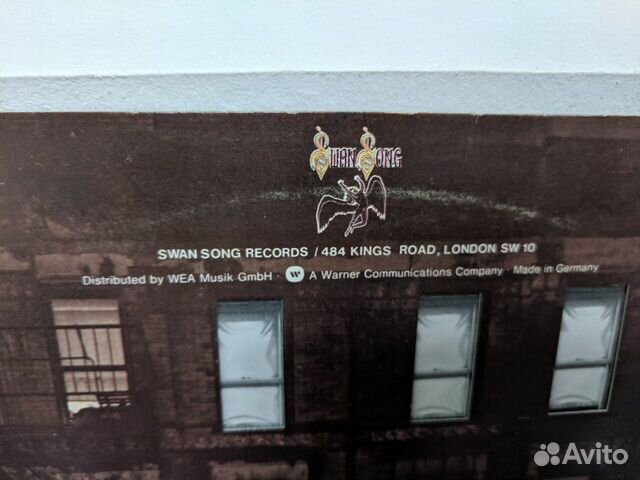 Swan Song
SWAN SONG RECORDS / 484 KINGS ROAD, LONDON SW 10
Distributed by WEA Musik GmbH · W A Warner Communications Company · Made in Germany
Avito